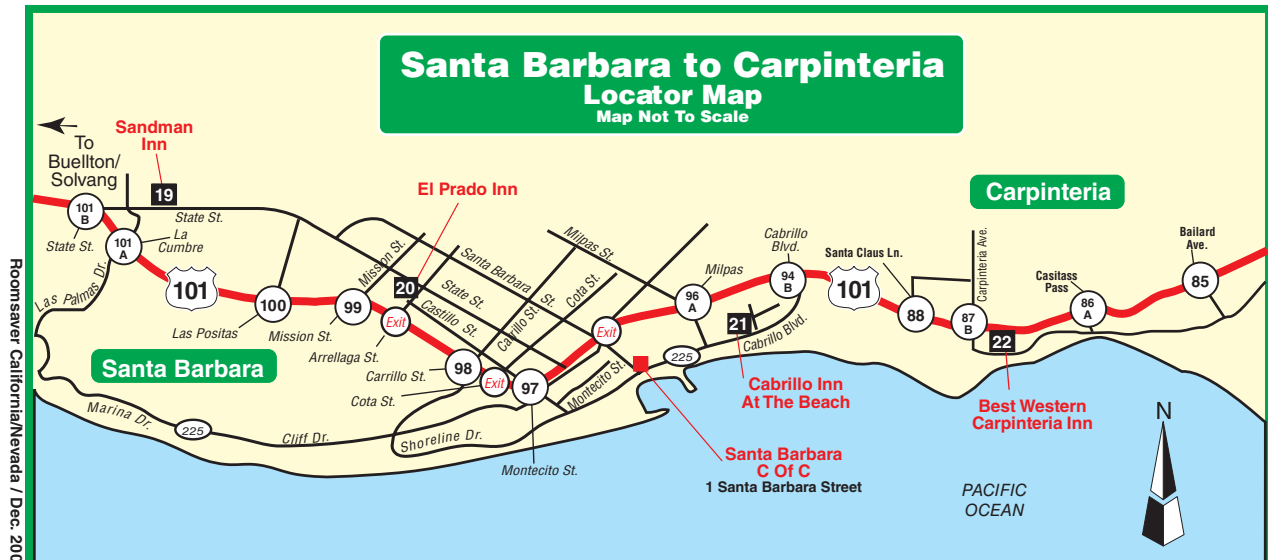 Santa Barbara to Carpinteria
Locator Map
Map Not To Scale
To
Buellton/
Solvang
Sandman
Inn
19
El Prado Inn
Carpinteria
101
B
State St.
State St.
101
A
La
Cumbre
Las Palmas Dr.
101
100
Las Positas
99
Mission St.
Mission St.
20
Exit
Arrellaga St.
Santa Barbara St.
State St.
Castillo St.
Carrillo St.
Cota St.
Milpas St.
98
Carrillo St.
Exit
Cota St.
97
Montecito St.
Exit
Montecito St.
96
A
Milpas
21
Cabrillo Blvd.
225
Cabrillo
Blvd.
94
B
101
Santa Claus Ln.
88
Carpinteria Ave.
87
B
22
Casitass
Pass
86
A
Bailard
Ave.
85
Santa Barbara
Marina Dr.
225
Cliff Dr.
Shoreline Dr.
Cabrillo Inn
At The Beach
Best Western
Carpinteria Inn
Santa Barbara
C Of C
1 Santa Barbara Street
PACIFIC
OCEAN
N
Roomsaver California/Nevada / Dec. 200